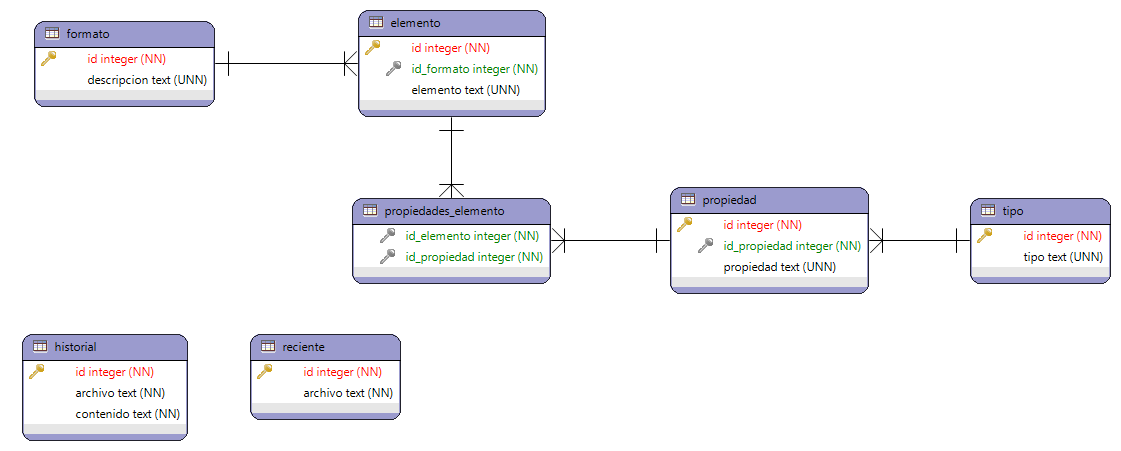 formato
id integer (NN)
descripcion text (UNN)
elemento
id integer (NN)
id_formato integer (NN)
elemento text (UNN)
propiedades_elemento
id_elemento integer (NN)
id_propiedad integer (NN)
propiedad
id integer (NN)
id_propiedad integer (NN)
propiedad text (UNN)
tipo
id integer (NN)
tipo text (UNN)
historial
id integer (NN)
archivo text (NN)
contenido text (NN)
reciente
id integer (NN)
archivo text (NN)